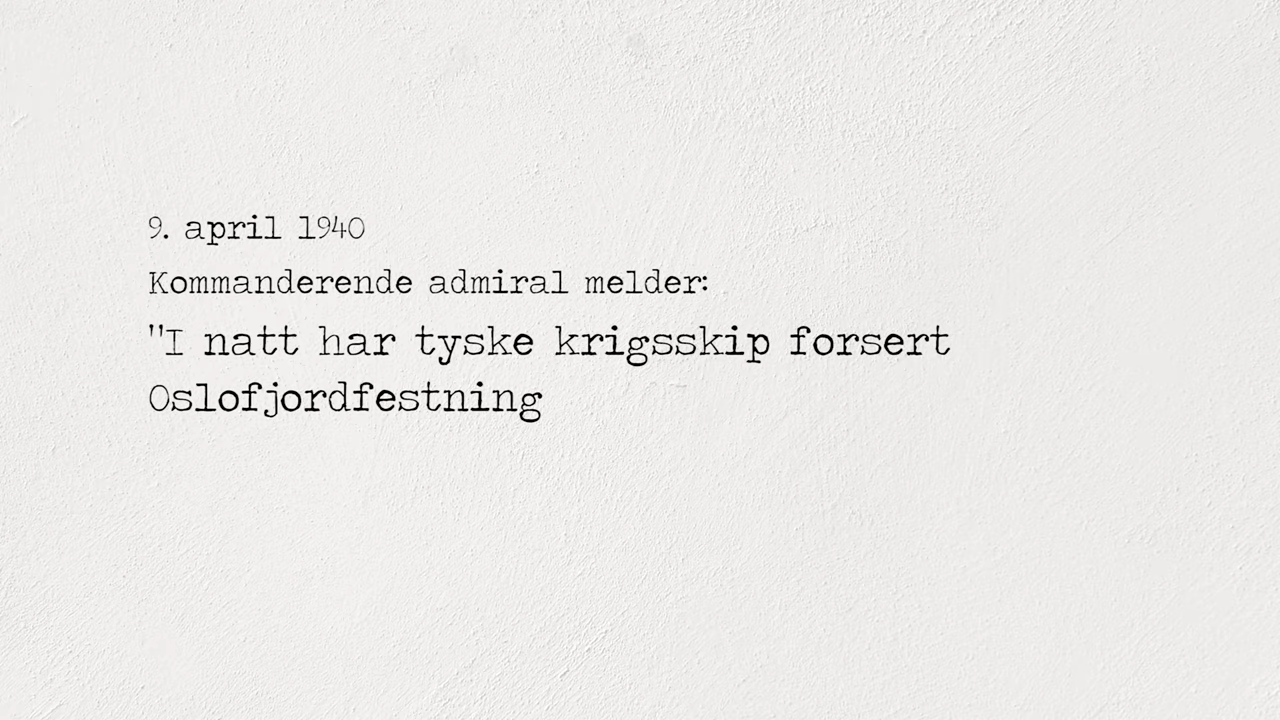 9. april 1940
Kommanderende admiral melder:
"I natt har tyske krigsskip forsert
Oslofjordfestning